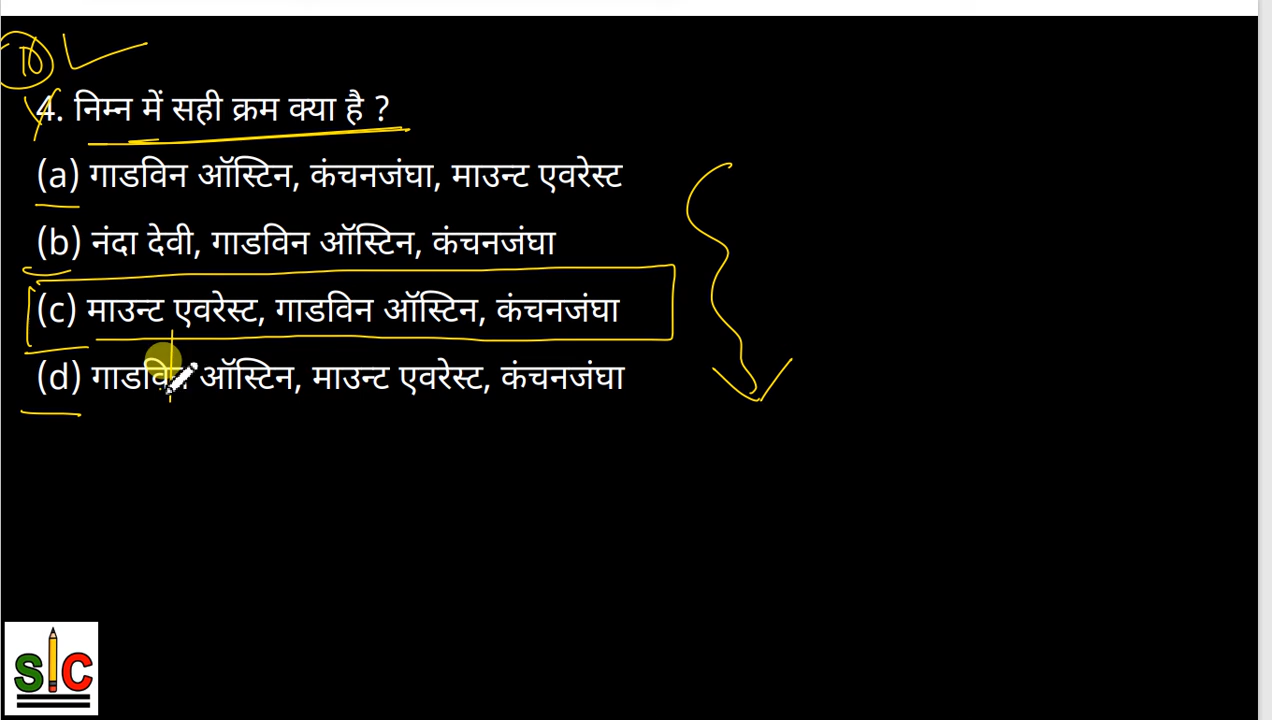 10
4. निम्न में सही क्रम क्या है ?
(a) गाडविन ऑस्टिन, कंचनजंघा, माउन्ट एवरेस्ट
(b) नंदा देवी, गाडविन ऑस्टिन, कंचनजंघा
(c) माउन्ट एवरेस्ट, गाडविन ऑस्टिन, कंचनजंघा
(d) गाडविन ऑस्टिन, माउन्ट एवरेस्ट, कंचनजंघा
SIC